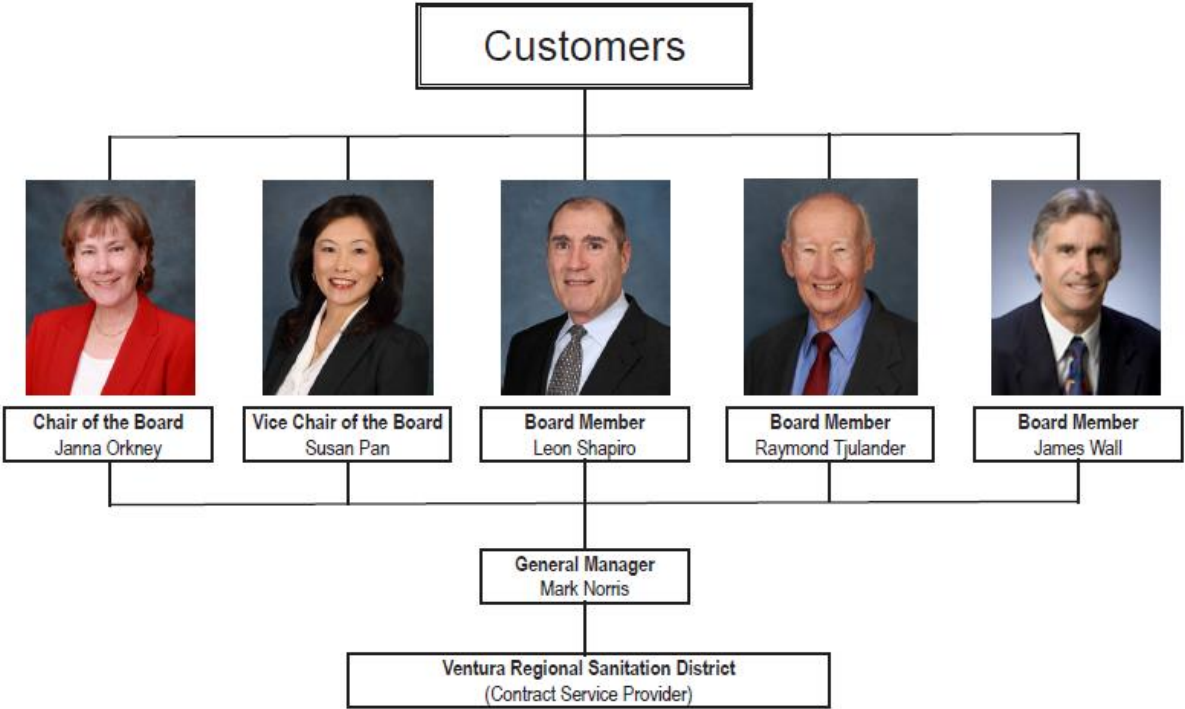 Customers
Chair of the Board
Janna Orkney
Vice Chair of the Board
Susan Pan
Board Member
Leon Shapiro
Board Member
Raymond Tjulander
Board Member
James Wall
General Manager
Mark Norris
Ventura Regional Sanitation District
(Contract Service Provider)